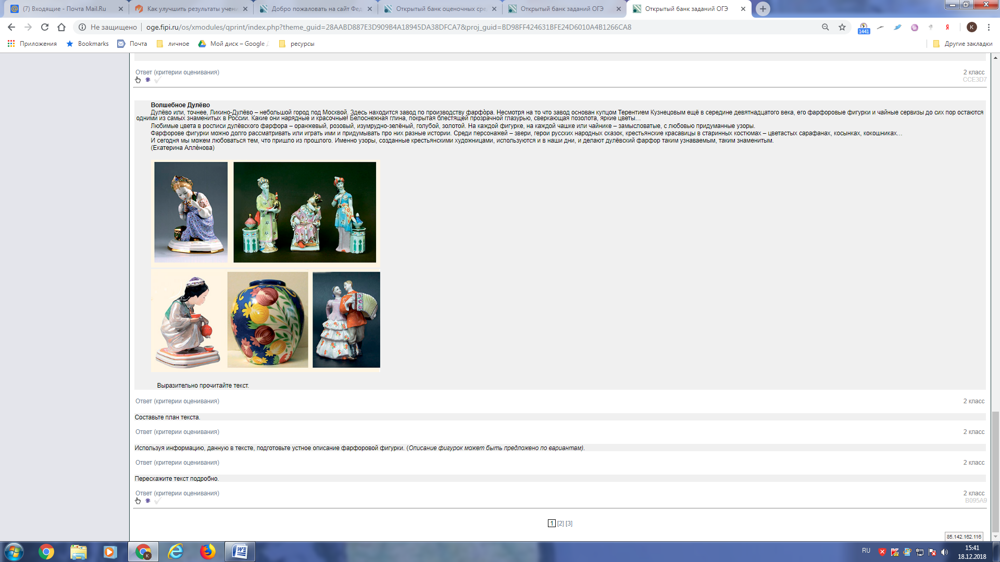 (7) Входящие - Почта Mail.Ru
Как улучшить результаты учени
Добро пожаловать на сайт Фед
Открытый банк оценочных сре
Открытый банк заданий ОГЭ
Открытый банк заданий ОГЭ
Не защищено
oge.fipi.ru/os/xmodules/qprint/index.php?theme_guid=28AABD887E3D909B4A18945DA38DFCA7&proj_guid=BD98FF424631BFE24D6010A4B1266CA8
1441
Я
K
Приложения
Bookmarks
Почта
личное
Мой диск – Google
ресурсы
Другие закладки
Ответ (критерии оценивания)
2 класс
CCE3D7
Волшебное Дулёво
Дулёво или, точнее, Ликино-Дулёво – небольшой город под Москвой. Здесь находится завод по производству фарфо̀ра. Несмотря на то что завод основан купцом Терентием Кузнецовым ещё в середине девятнадцатого века, его фарфоровые фигурки и чайные сервизы до сих пор остаются
одними из самых знаменитых в России. Какие они нарядные и красочные! Белоснежная глина, покрытая блестящей прозрачной глазурью, сверкающая позолота, яркие цветы…
Любимые цвета в росписи дулёвского фарфора – оранжевый, розовый, изумрудно-зелёный, голубой, золотой. На каждой фигурке, на каждой чашке или чайнике – замысловатые, с любовью придуманные узоры.
Фарфорове фигурки можно долго рассматривать или играть ими и придумывать про них разные истории. Среди персонажей – звери, герои русских народных сказок, крестьянские красавицы в старинных костюмах – цветастых сарафанах, косынках, кокошниках…
И сегодня мы можем любоваться тем, что пришло из прошлого. Именно узоры, созданные крестьянскими художницами, используются и в наши дни, и делают дулёвский фарфор таким узнаваемым, таким знаменитым.
(Екатерина Аллѐнова)
Выразительно прочитайте текст.
Ответ (критерии оценивания)
2 класс
Составьте план текста.
Ответ (критерии оценивания)
2 класс
Используя информацию, данную в тексте, подготовьте устное описание фарфоровой фигурки. (Описание фигурок может быть предложено по вариантам).
Ответ (критерии оценивания)
2 класс
Перескажите текст подробно.
Ответ (критерии оценивания)
2 класс
B095A9
1 [2] [3]
85.142.162.116
K
RU
15:41
18.12.2018